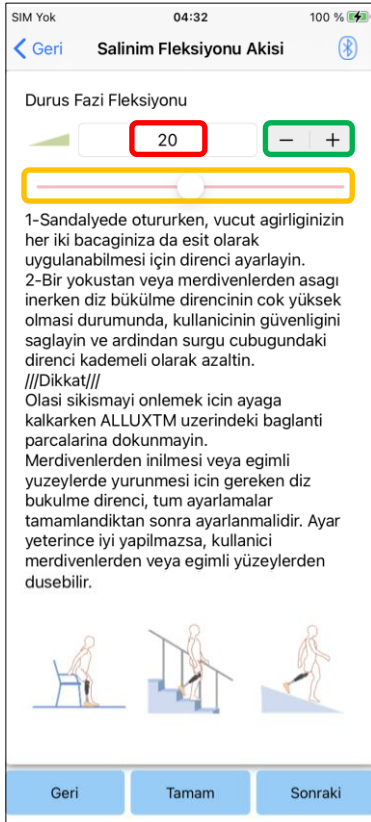 SIM Yok 04:32 100 %
Geri Salinim Fleksiyonu Akisi
Durus Fazi Fleksiyonu
20 − +
1-Sandalyede otururken, vucut agirliginizin
her iki bacaginiza da esit olarak
uygulanabilmesi için direnci ayarlayin.
2-Bir yokustan veya merdivenlerden asagı
inerken diz bükülme direncinin cok yüksek
olmasi durumunda, kullanicinin güvenligini
saglayin ve ardindan surgu cubugundaki
direnci kademeli olarak azaltin.
///Dikkat///
Olasi sikismayi onlemek icin ayaga
kalkarken ALLUXTM uzerindeki baglanti
parcalarina dokunmayin.
Merdivenlerden inilmesi veya egimli
yuzeylerde yurunmesi icin gereken diz
bukulme direnci, tum ayarlamalar
tamamlandiktan sonra ayarlanmalidir. Ayar
yeterince iyi yapilmazsa, kullanici
merdivenlerden veya egimli yüzeylerden
dusebilir.
Geri Tamam Sonraki